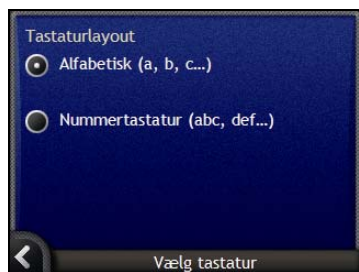 Tastaturlayout
Alfabetisk (a, b, c...)
Nummertastatur (abc, def...)
Vælg tastatur